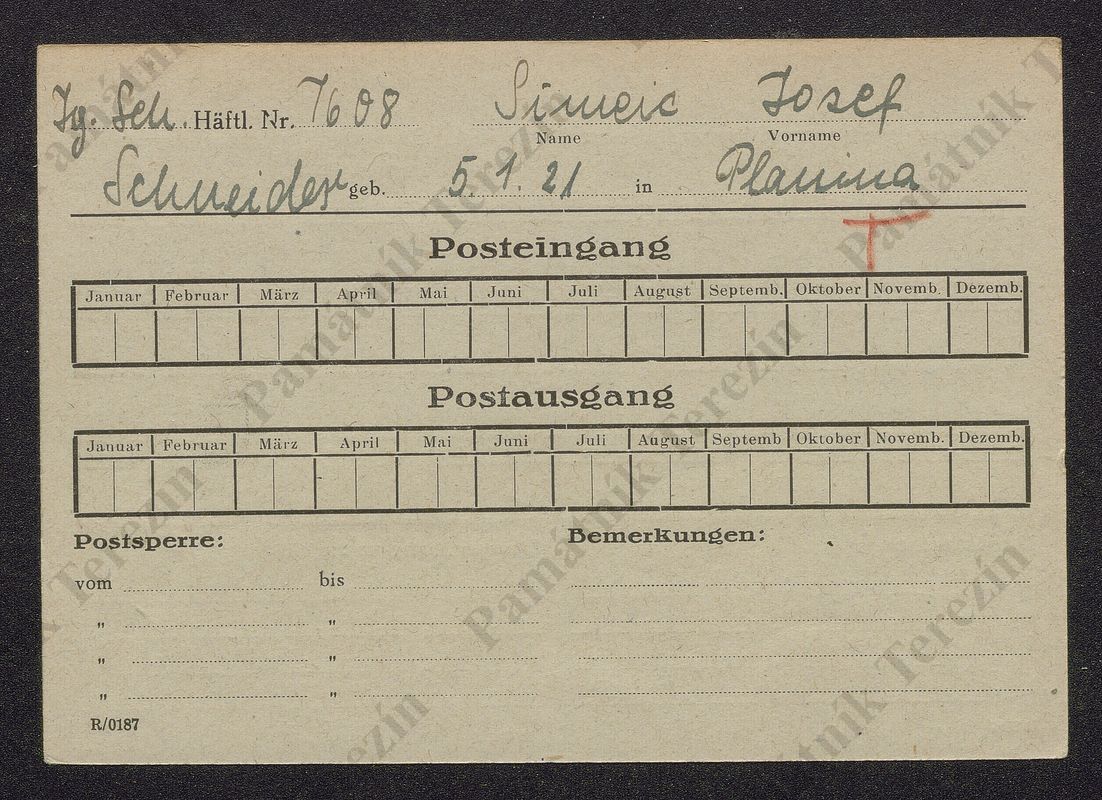 Jg. Sch. Häftl. Nr. 7608 Simeic Josef
Name Vorname
Schneider geb. 5. 1. 21 in Planina
T
Posteingang
Januar Februar März April Mai Juni Juli August Septemb. Oktober Novemb. Dezemb.
Postausgang
Januar Februar März April Mai Juni Juli August Septemb Oktober Novemb. Dezemb.
Postsperre: Bemerkungen:
vom bis
„ „
„ „
„ „
R/0187
Památník Terezín